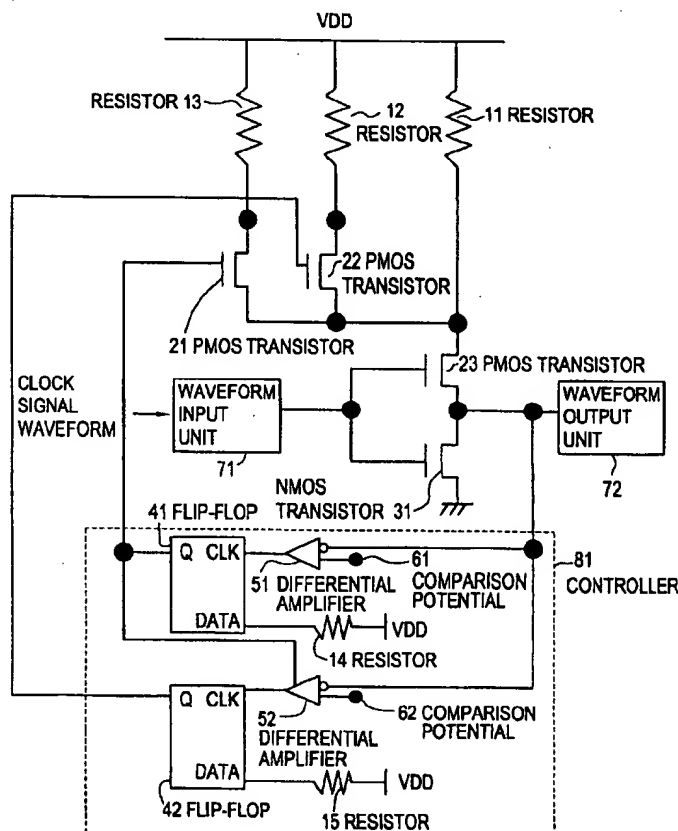 VDD
RESISTOR 13
12
RESISTOR
11 RESISTOR
22 PMOS
TRANSISTOR
21 PMOS TRANSISTOR
23 PMOS TRANSISTOR
CLOCK
SIGNAL
WAVEFORM
WAVEFORM
INPUT
UNIT
71
WAVEFORM
OUTPUT
UNIT
72
NMOS
TRANSISTOR 31
41 FLIP-FLOP
Q CLK
DATA
51 DIFFERENTIAL
AMPLIFIER
61
COMPARISON
POTENTIAL
81
CONTROLLER
VDD
14 RESISTOR
Q CLK
DATA
52
DIFFERENTIAL
AMPLIFIER
62 COMPARISON
POTENTIAL
VDD
15 RESISTOR
42 FLIP-FLOP